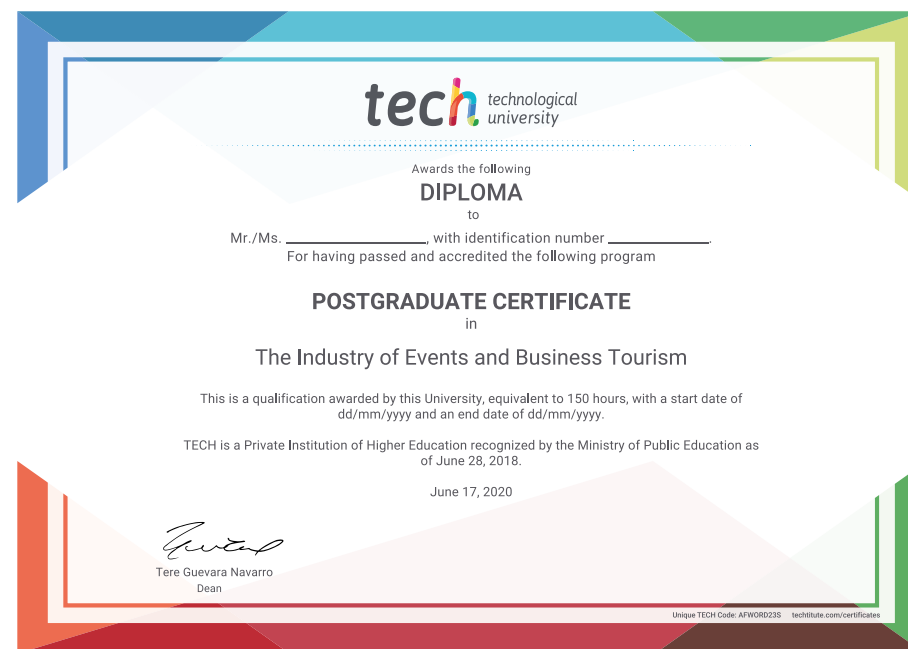 tech technological
university
Awards the following
DIPLOMA
to
Mr./Ms. ____________________, with identification number ______________.
For having passed and accredited the following program
POSTGRADUATE CERTIFICATE
in
The Industry of Events and Business Tourism
This is a qualification awarded by this University, equivalent to 150 hours, with a start date of
dd/mm/yyyy and an end date of dd/mm/yyyy.
TECH is a Private Institution of Higher Education recognized by the Ministry of Public Education as
of June 28, 2018.
June 17, 2020
Tere Guevara Navarro
Dean
Unique TECH Code: AFWORD23S techtitute.com/certificates